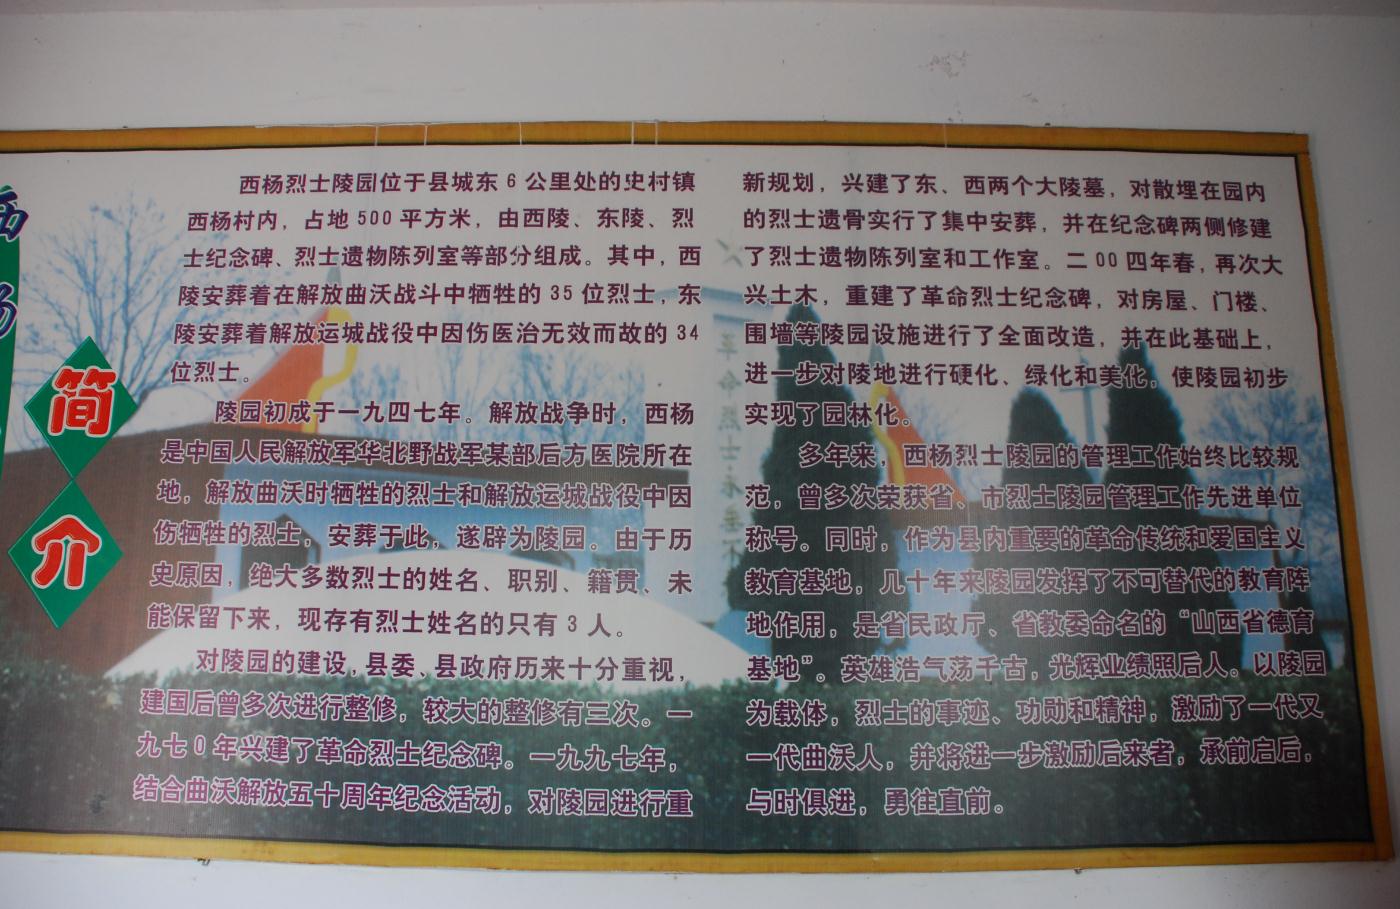 简
介
西杨烈士陵园位于县城东 6 公里处的史村镇
西杨村内，占地 500 平方米，由西陵、东陵、烈
士纪念碑、烈士遗物陈列室等部分组成。其中，西
陵安葬着在解放曲沃战斗中牺牲的 35 位烈士，东
陵安葬着解放运城战役中因伤医治无效而故的 34
位烈士。
陵园初成于一九四七年。解放战争时，西杨
是中国人民解放军华北野战军某部后方医院所在
地，解放曲沃时牺牲的烈士和解放运城战役中因
伤牺牲的烈士，安葬于此，遂辟为陵园。由于历
史原因，绝大多数烈士的姓名、职别、籍贯、未
能保留下来，现存有烈士姓名的只有 3 人。
对陵园的建设，县委、县政府历来十分重视，
建国后曾多次进行整修，较大的整修有三次。一
九七０年兴建了革命烈士纪念碑。一九九七年，
结合曲沃解放五十周年纪念活动，对陵园进行重
新规划，兴建了东、西两个大陵墓，对散埋在园内
的烈士遗骨实行了集中安葬，并在纪念碑两侧修建
了烈士遗物陈列室和工作室。二 00 四年春，再次大
兴土木，重建了革命烈士纪念碑，对房屋、门楼、
围墙等陵园设施进行了全面改造，并在此基础上，
进一步对陵地进行硬化、绿化和美化，使陵园初步
实现了园林化。
多年来，西杨烈士陵园的管理工作始终比较规
范，曾多次荣获省、市烈士陵园管理工作先进单位
称号。同时，作为县内重要的革命传统和爱国主义
教育基地，几十年来陵园发挥了不可替代的教育阵
地作用，是省民政厅、省教委命名的“山西省德育
基地”。英雄浩气荡千古，光辉业绩照后人。以陵园
为载体，烈士的事迹、功勋和精神，激励了一代又
一代曲沃人，并将进一步激励后来者，承前启后，
与时俱进，勇往直前。